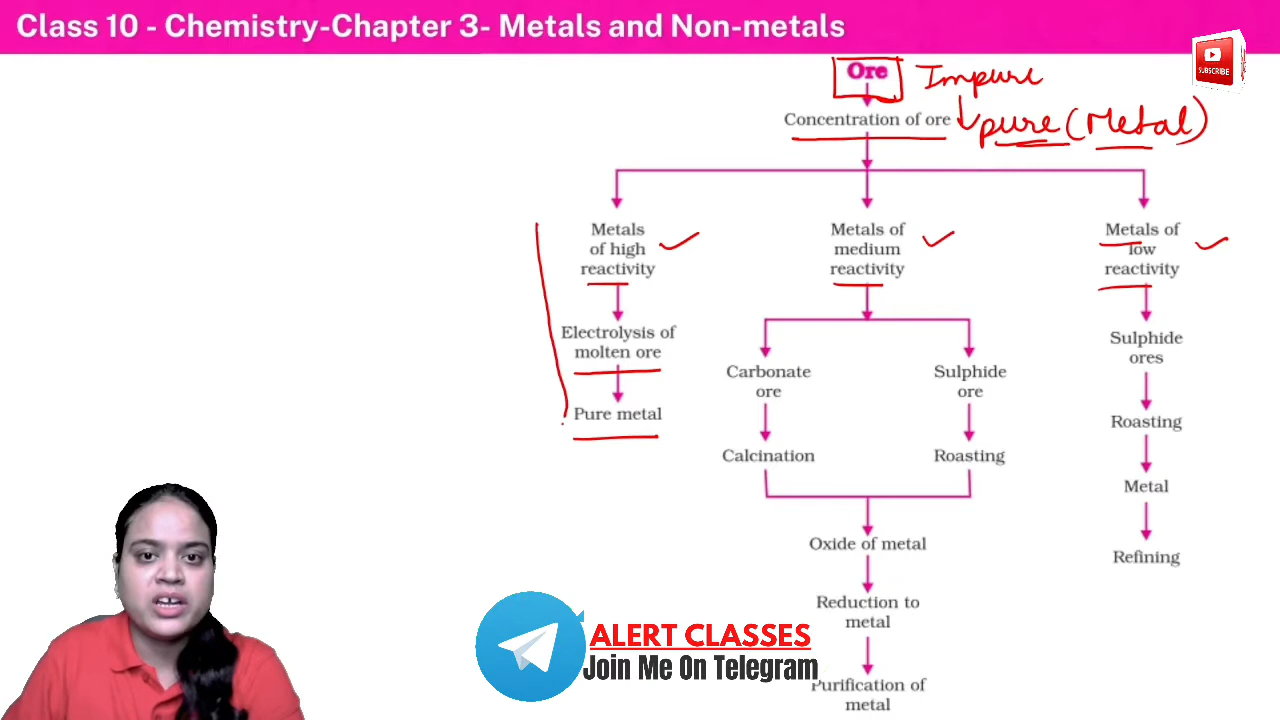 Class 10 - Chemistry-Chapter 3- Metals and Non-metals
SUBSCRIBE
Ore
Impure
Concentration of ore
pure (Metal)
Metals
of high
reactivity
Metals of
medium
reactivity
Metals of
low
reactivity
Electrolysis of
molten ore
Sulphide
ores
Carbonate
ore
Sulphide
ore
Pure metal
Roasting
Calcination
Roasting
Metal
Oxide of metal
Refining
Reduction to
metal
ALERT CLASSES
Join Me On Telegram
Purification of
metal